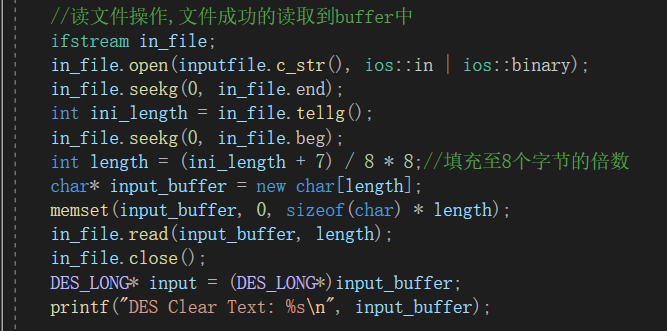 //读文件操作,文件成功的读取到buffer中
ifstream in_file;
in_file.open(inputfile.c_str(), ios::in | ios::binary);
in_file.seekg(0, in_file.end);
int ini_length = in_file.tellg();
in_file.seekg(0, in_file.beg);
int length = (ini_length + 7) / 8 * 8;//填充至8个字节的倍数
char* input_buffer = new char[length];
memset(input_buffer, 0, sizeof(char) * length);
in_file.read(input_buffer, length);
in_file.close();
DES_LONG* input = (DES_LONG*)input_buffer;
printf("DES Clear Text: %s\n", input_buffer);